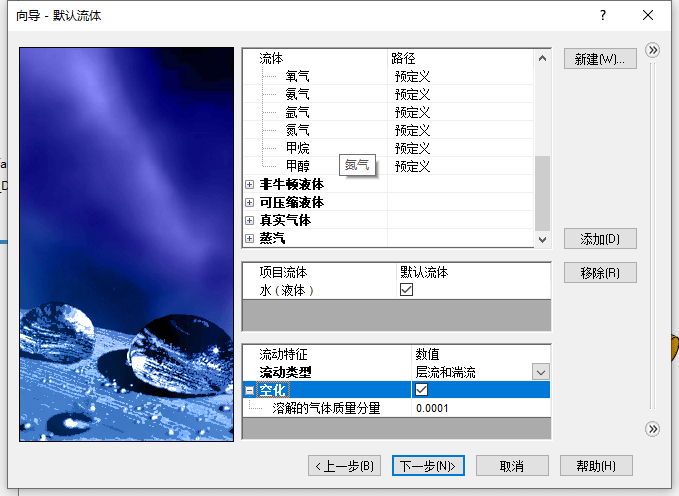 向导 - 默认流体
流体 路径
氧气 预定义
氨气 预定义
氩气 预定义
氮气 预定义
甲烷 预定义
甲醇 预定义
氮气
非牛顿液体
可压缩液体
真实气体
蒸汽
新建(W)...
添加(D)
移除(R)
项目流体 默认流体
水 ( 液体 )
流动特征 数值
流动类型 层流和湍流
空化
溶解的气体质量分量 0.0001
< 上一步(B)
下一步(N)>
取消
帮助(H)